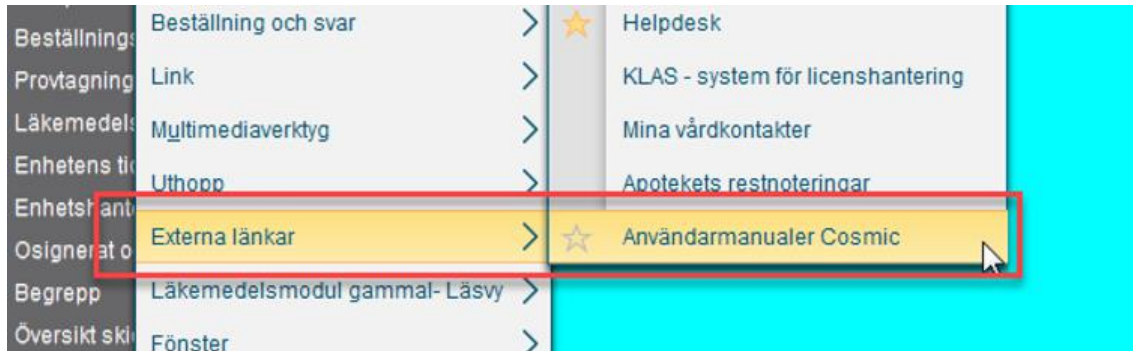 Beställnings
Provtagning
Läkemedels
Enhetens tid
Enhetshant
Osignerat o
Begrepp
Översikt ski
Beställning och svar
Link
Multimediaverktyg
Uthopp
Externa länkar
Läkemedelsmodul gammal- Läsvy
Fönster
Helpdesk
KLAS - system för licenshantering
Mina vårdkontakter
Apotekets restnoteringar
Användarmanualer Cosmic